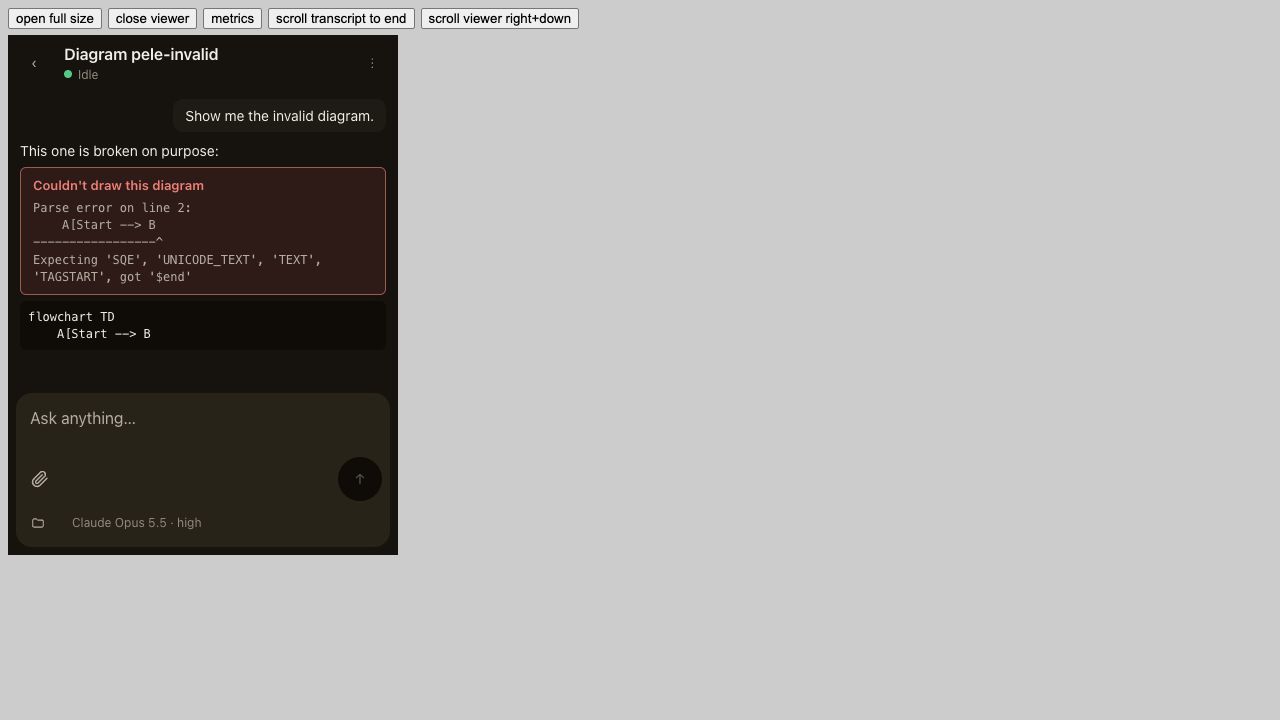 open full size close viewer metrics scroll transcript to end scroll viewer right+down
Diagram pele-invalid
Idle
Show me the invalid diagram.
This one is broken on purpose:
Couldn't draw this diagram
Parse error on line 2:
    A[Start --> B
-----------------^
Expecting 'SQE', 'UNICODE_TEXT', 'TEXT',
'TAGSTART', got '$end'
flowchart TD
    A[Start --> B
Ask anything...
Claude Opus 5.5 · high